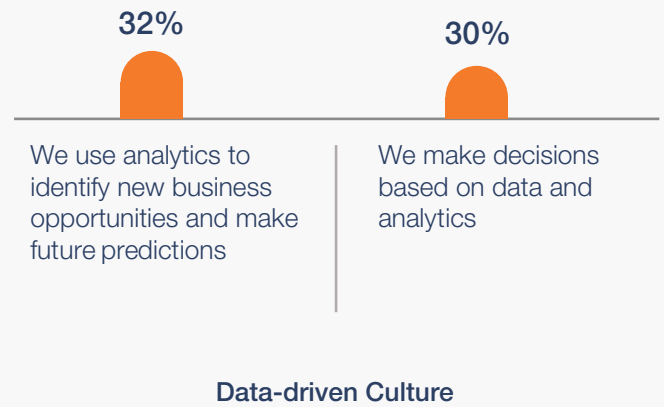 32%
30%
We use analytics to
identify new business
opportunities and make
future predictions
We make decisions
based on data and
analytics
Data-driven Culture